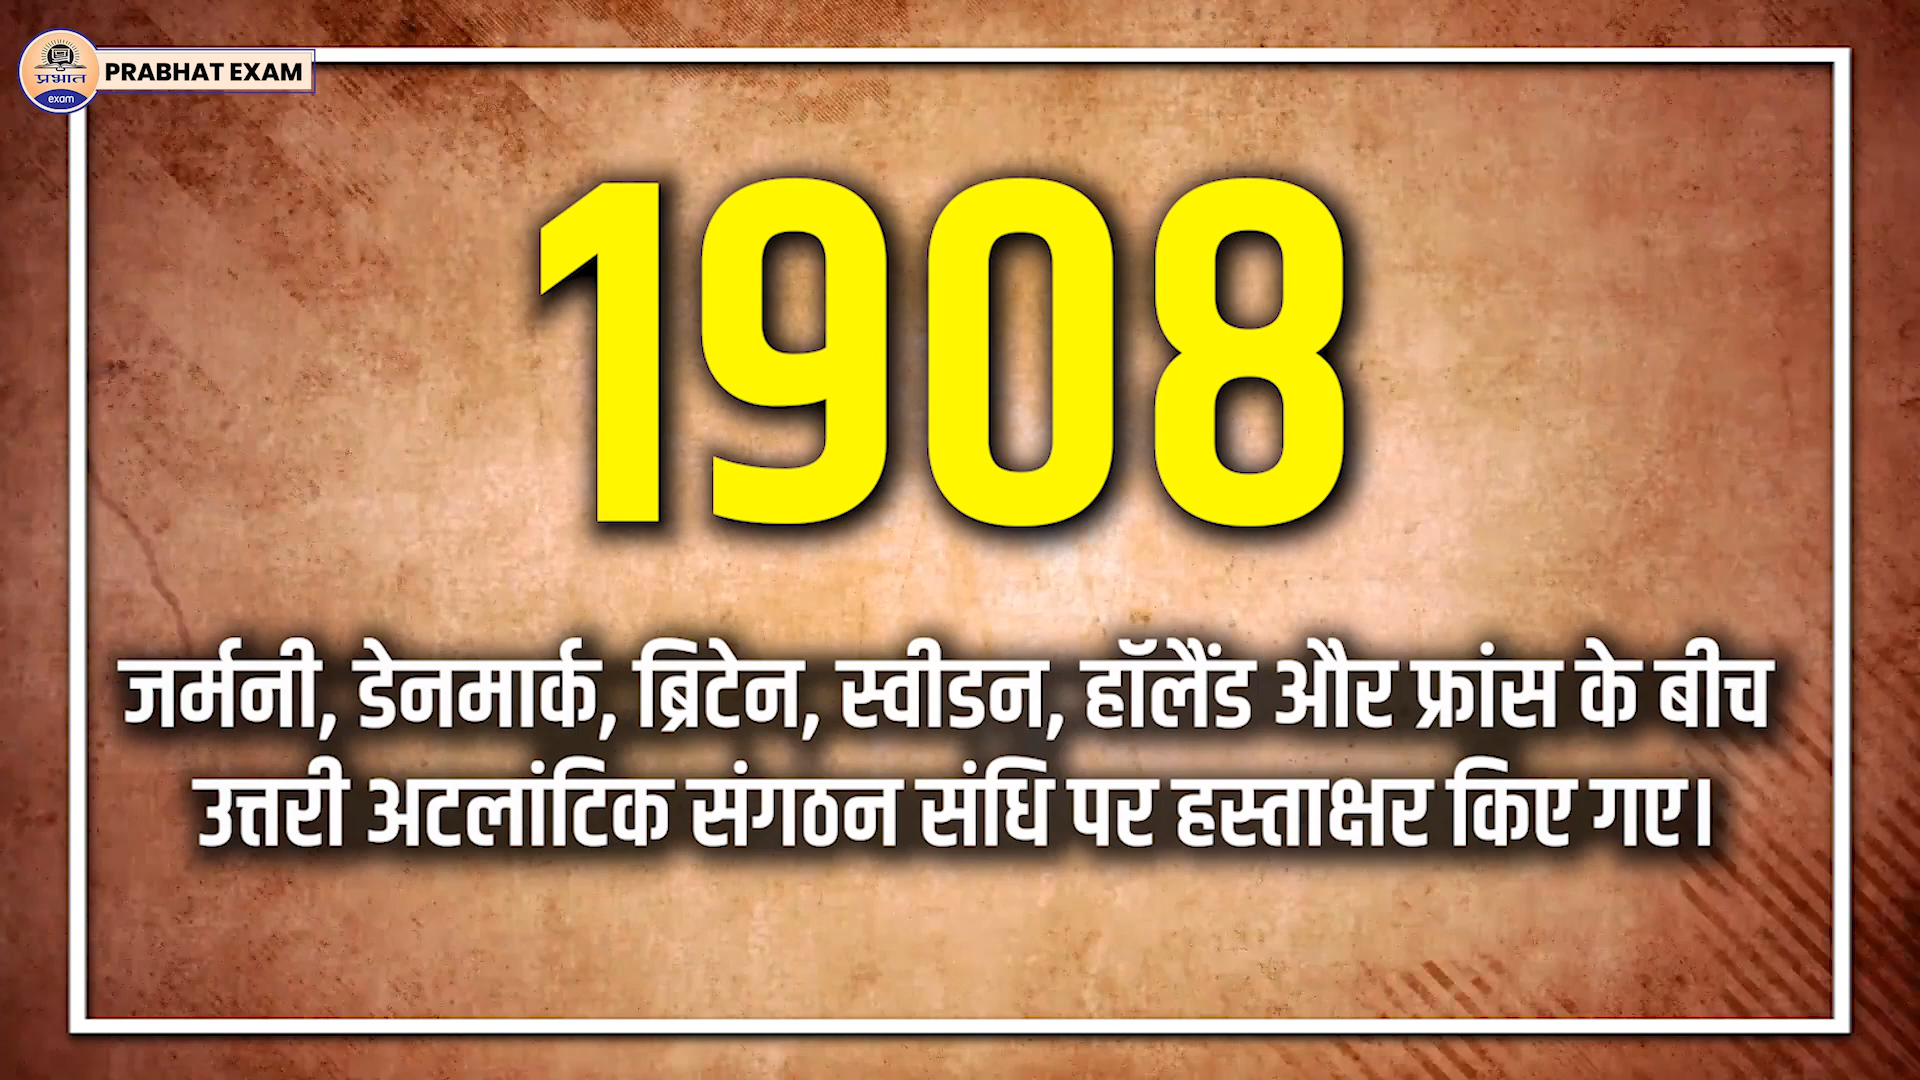 प्रभात
exam
PRABHAT EXAM
1908
जर्मनी, डेनमार्क, ब्रिटेन, स्वीडन, हॉलैंड और फ्रांस के बीच
उत्तरी अटलांटिक संगठन संधि पर हस्ताक्षर किए गए।